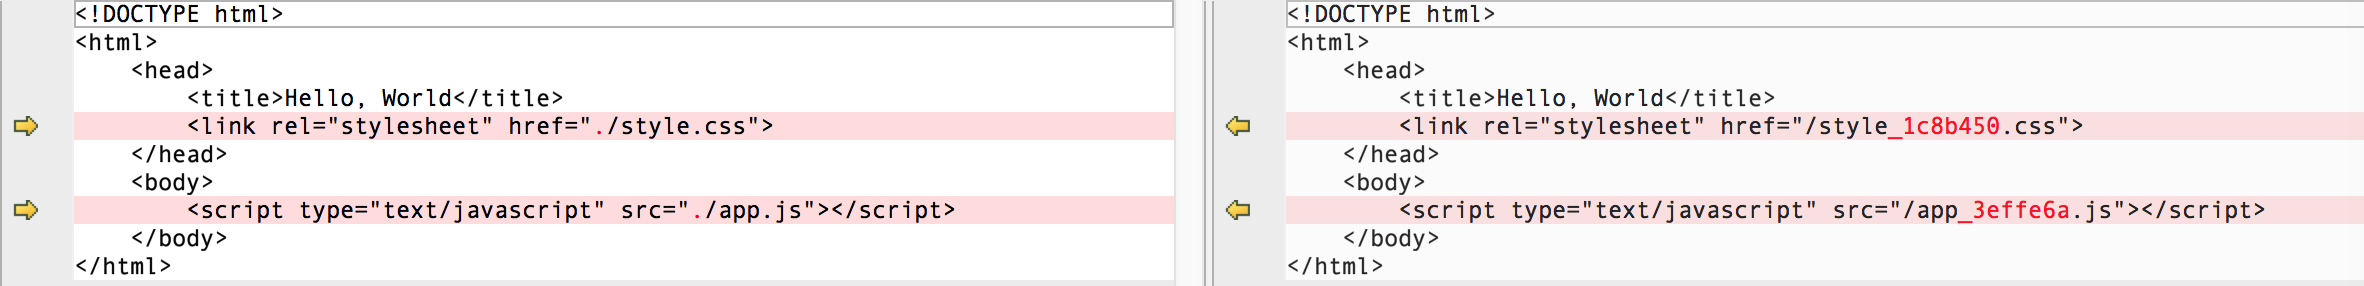 <!DOCTYPE html>
<html>
    <head>
        <title>Hello, World</title>
        <link rel="stylesheet" href="./style.css">
    </head>
    <body>
        <script type="text/javascript" src="./app.js"></script>
    </body>
</html>
<!DOCTYPE html>
<html>
    <head>
        <title>Hello, World</title>
        <link rel="stylesheet" href="/style_1c8b450.css">
    </head>
    <body>
        <script type="text/javascript" src="/app_3effe6a.js"></script>
    </body>
</html>